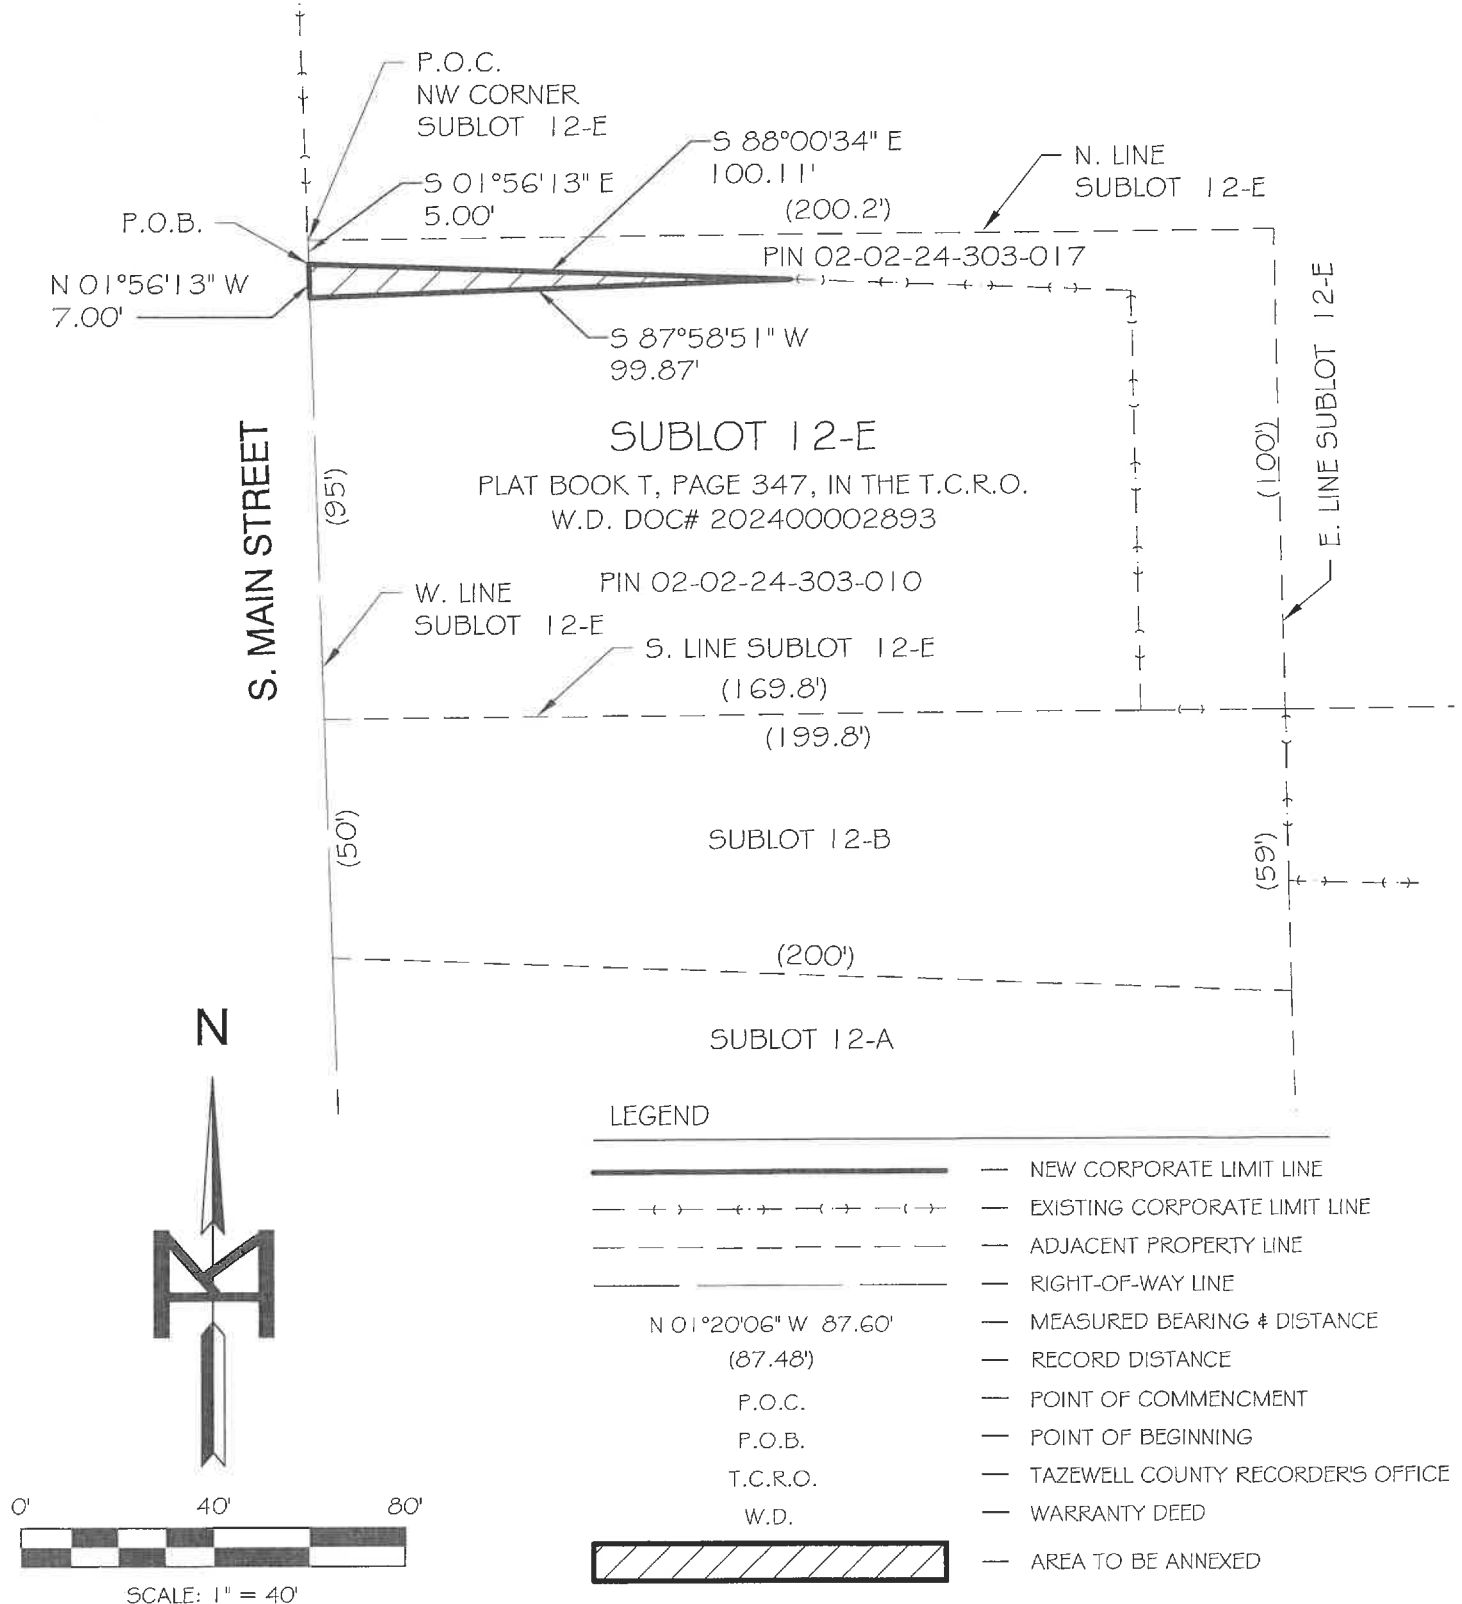 P.O.C.
NW CORNER
SUBLOT 12-E
S 88°00'34" E
100.11'
N. LINE
SUBLOT 12-E
S 01°56'13" E
5.00'
(200.2')
P.O.B.
PIN 02-02-24-303-017
N 01°56'13" W
7.00'
S 87°58'51" W
99.87'
E. LINE SUBLOT 12-E
SUBLOT 12-E
PLAT BOOK T, PAGE 347, IN THE T.C.R.O.
W.D. DOC# 202400002893
(95')
(100')
S. MAIN STREET
PIN 02-02-24-303-010
W. LINE
SUBLOT 12-E
S. LINE SUBLOT 12-E
(169.8')
(199.8')
(50')
SUBLOT 12-B
(59')
(200')
SUBLOT 12-A
N
LEGEND
NEW CORPORATE LIMIT LINE
EXISTING CORPORATE LIMIT LINE
ADJACENT PROPERTY LINE
RIGHT-OF-WAY LINE
N 01°20'06" W 87.60' — MEASURED BEARING & DISTANCE
(87.48') — RECORD DISTANCE
P.O.C. — POINT OF COMMENCMENT
P.O.B. — POINT OF BEGINNING
T.C.R.O. — TAZEWELL COUNTY RECORDER'S OFFICE
W.D. — WARRANTY DEED
AREA TO BE ANNEXED
0' 40' 80'
SCALE: 1" = 40'